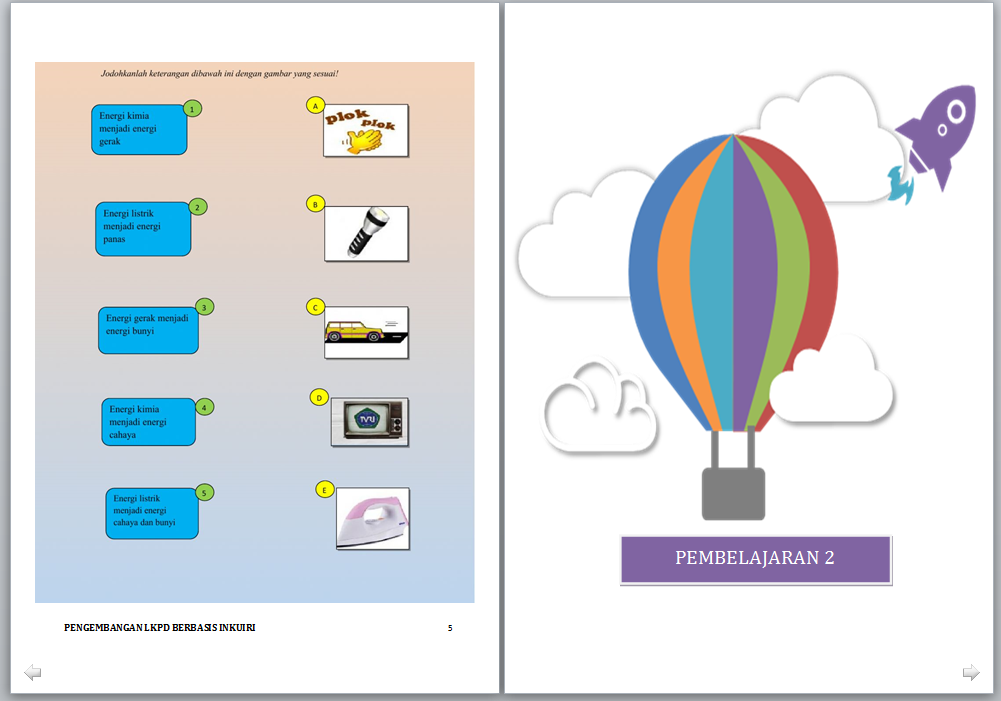 Jodohkanlah keterangan dibawah ini dengan gambar yang sesuai!
1
Energi kimia
menjadi energi
gerak
A
plok
plok
2
Energi listrik
menjadi energi
panas
B
3
Energi gerak menjadi
energi bunyi
C
4
Energi kimia
menjadi energi
cahaya
D
TVRI
5
Energi listrik
menjadi energi
cahaya dan bunyi
E
PENGEMBANGAN LKPD BERBASIS INKUIRI
5
PEMBELAJARAN 2